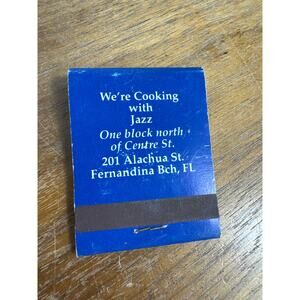 We're Cooking
with
Jazz
One block north
of Centre St.
201 Alachua St.
Fernandina Bch, FL